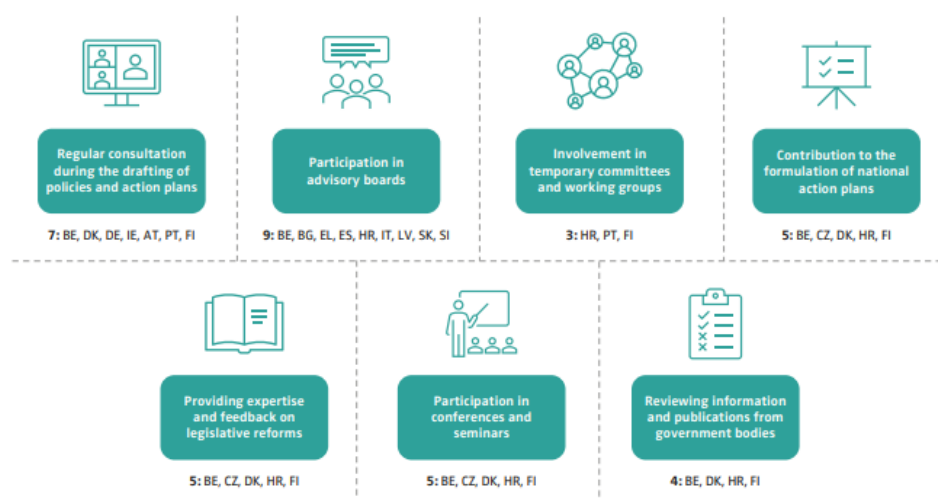 Regular consultation
during the drafting of
policies and action plans
7: BE, DK, DE, IE, AT, PT, FI
Participation in
advisory boards
9: BE, BG, EL, ES, HR, IT, LV, SK, SI
Involvement in
temporary committees
and working groups
3: HR, PT, FI
Contribution to the
formulation of national
action plans
5: BE, CZ, DK, HR, FI
Providing expertise
and feedback on
legislative reforms
5: BE, CZ, DK, HR, FI
Participation in
conferences and
seminars
5: BE, CZ, DK, HR, FI
Reviewing information
and publications from
government bodies
4: BE, DK, HR, FI